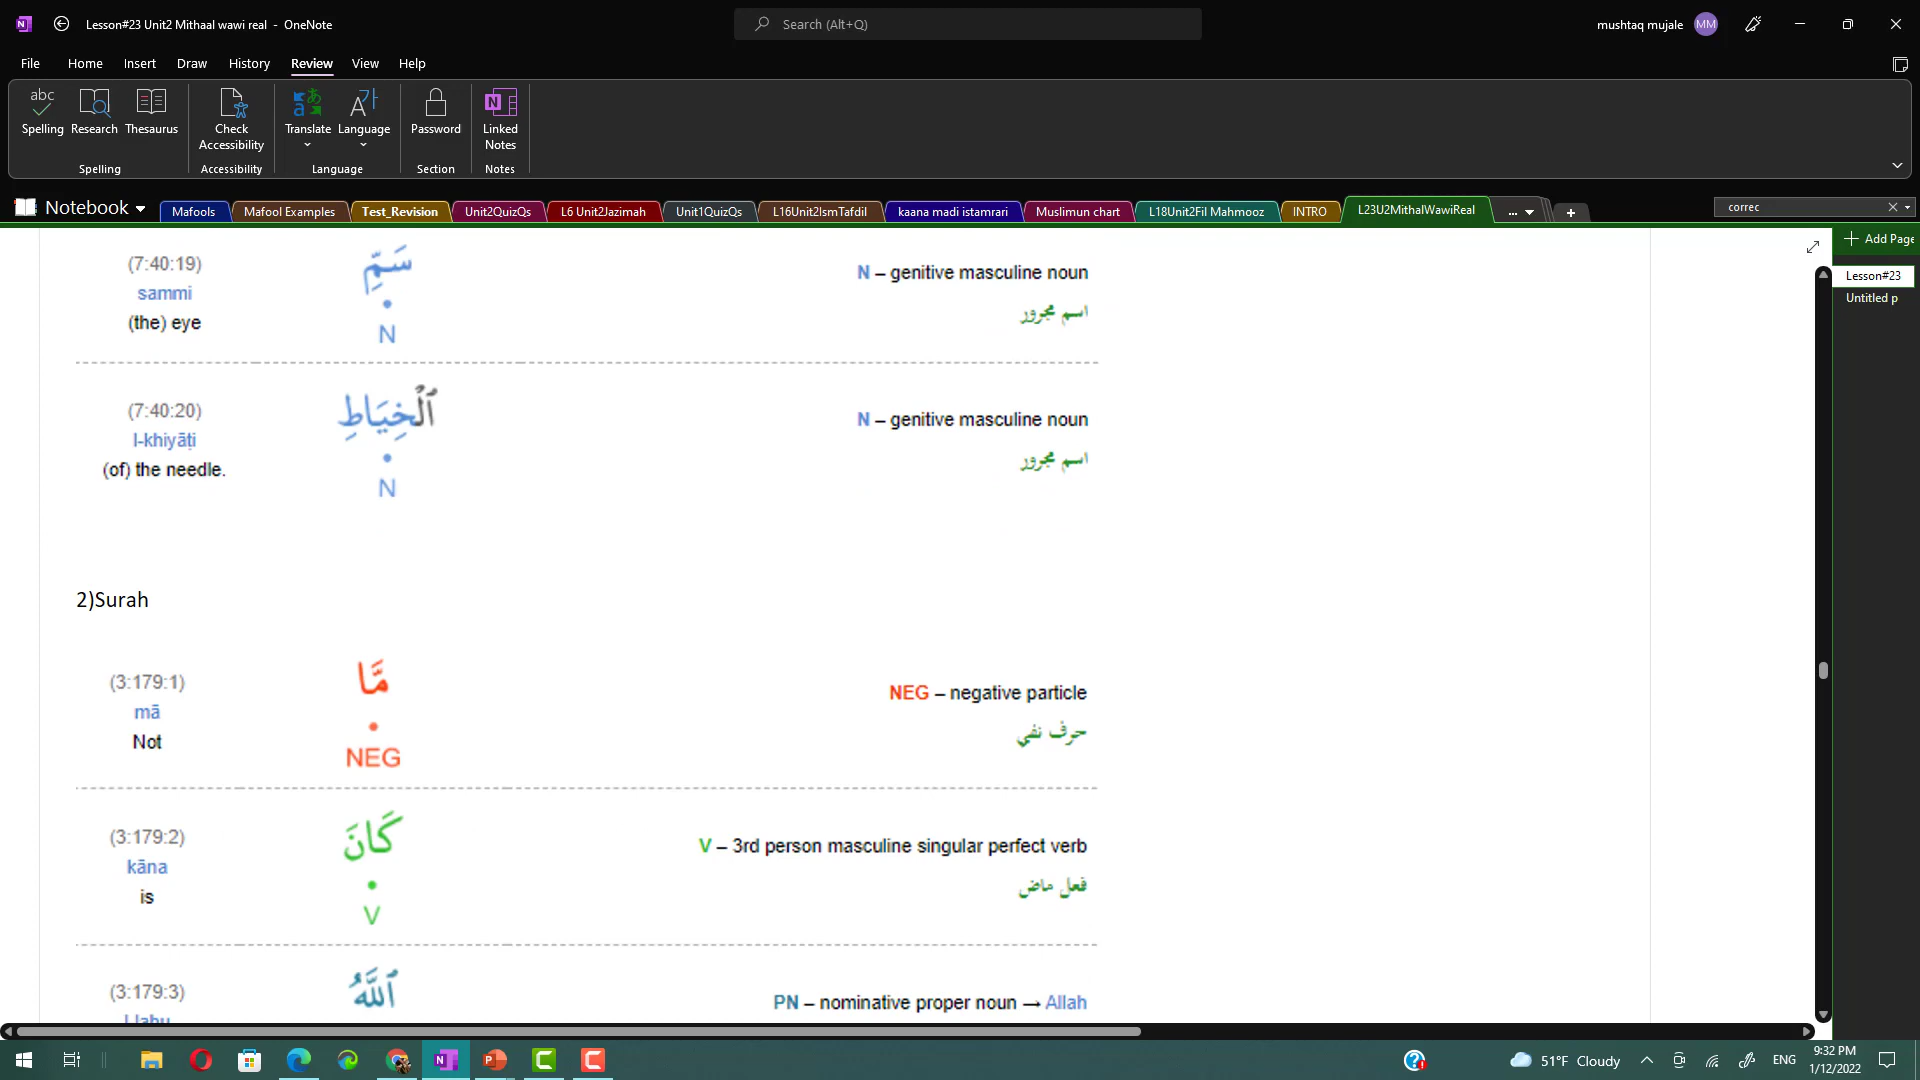 Lesson#23 Unit2 Mithaal wawi real - OneNote
Search (Alt+Q)
mushtaq mujale
MM
File
Home
Insert
Draw
History
Review
View
Help
abc
Spelling
Research
Thesaurus
Check
Accessibility
Translate
Language
Password
Linked
Notes
Spelling
Accessibility
Language
Section
Notes
Notebook
Mafools
Mafool Examples
Test_Revision
Unit2QuizQs
L6 Unit2Jazimah
Unit1QuizQs
L16Unit2IsmTafdil
kaana madi istamrari
Muslimun chart
L18Unit2Fil Mahmooz
INTRO
L23U2MithalWawiReal
...
correc
Add Page
Lesson#23
Untitled p
(7:40:19)
sammi
(the) eye
سَمِّ
N
N – genitive masculine noun
اسم مجرور
(7:40:20)
l-khiyāṭi
(of) the needle.
ٱلْخِيَاطِ
N
N – genitive masculine noun
اسم مجرور
2)Surah
(3:179:1)
mā
Not
مَّا
NEG
NEG – negative particle
حرف نفي
(3:179:2)
kāna
is
كَانَ
V
V – 3rd person masculine singular perfect verb
فعل ماض
(3:179:3)
l-lahu
ٱللَّهُ
PN – nominative proper noun → Allah
51°F Cloudy
ENG
9:32 PM
1/12/2022